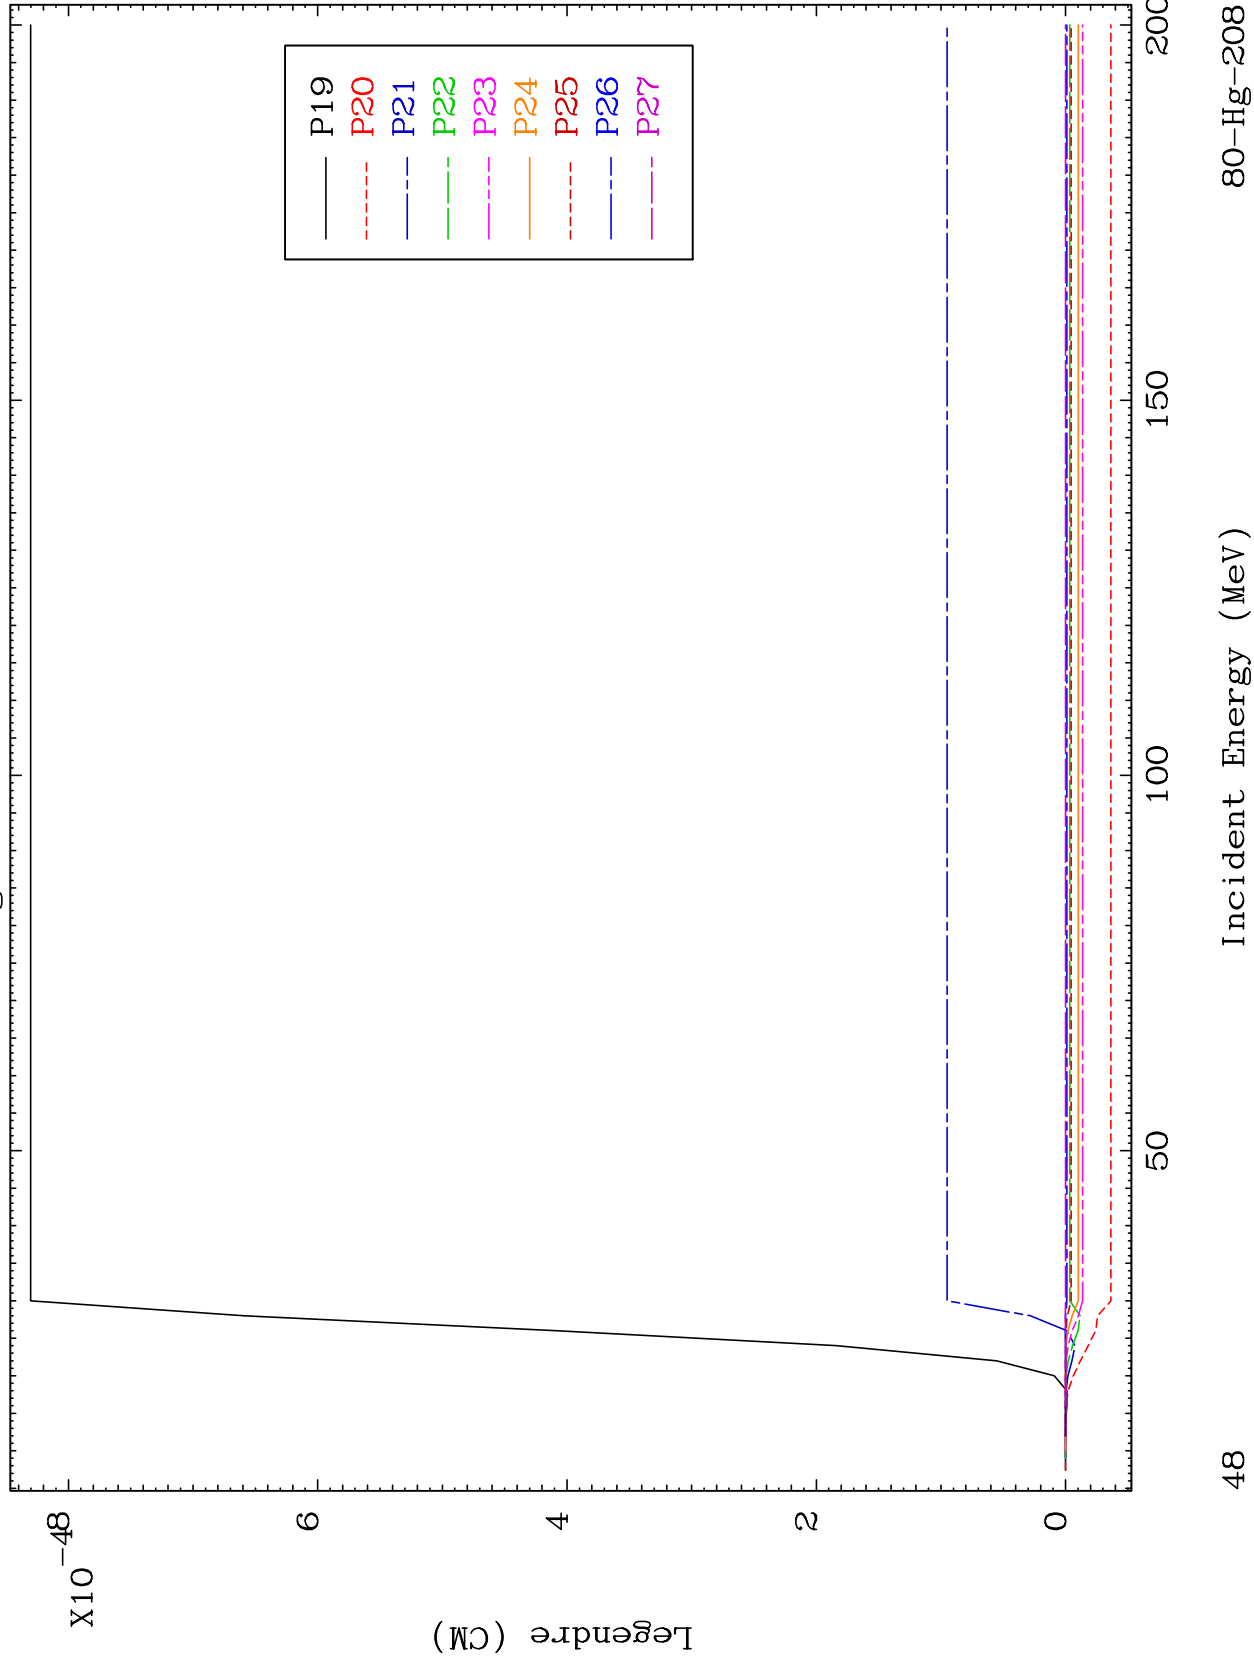 X10-48
8
6
4
2
0
Legendre (CM)
P19
P20
P21
P22
P23
P24
P25
P26
P27
50
100
150
200
Incident Energy (MeV)
48
80-Hg-208